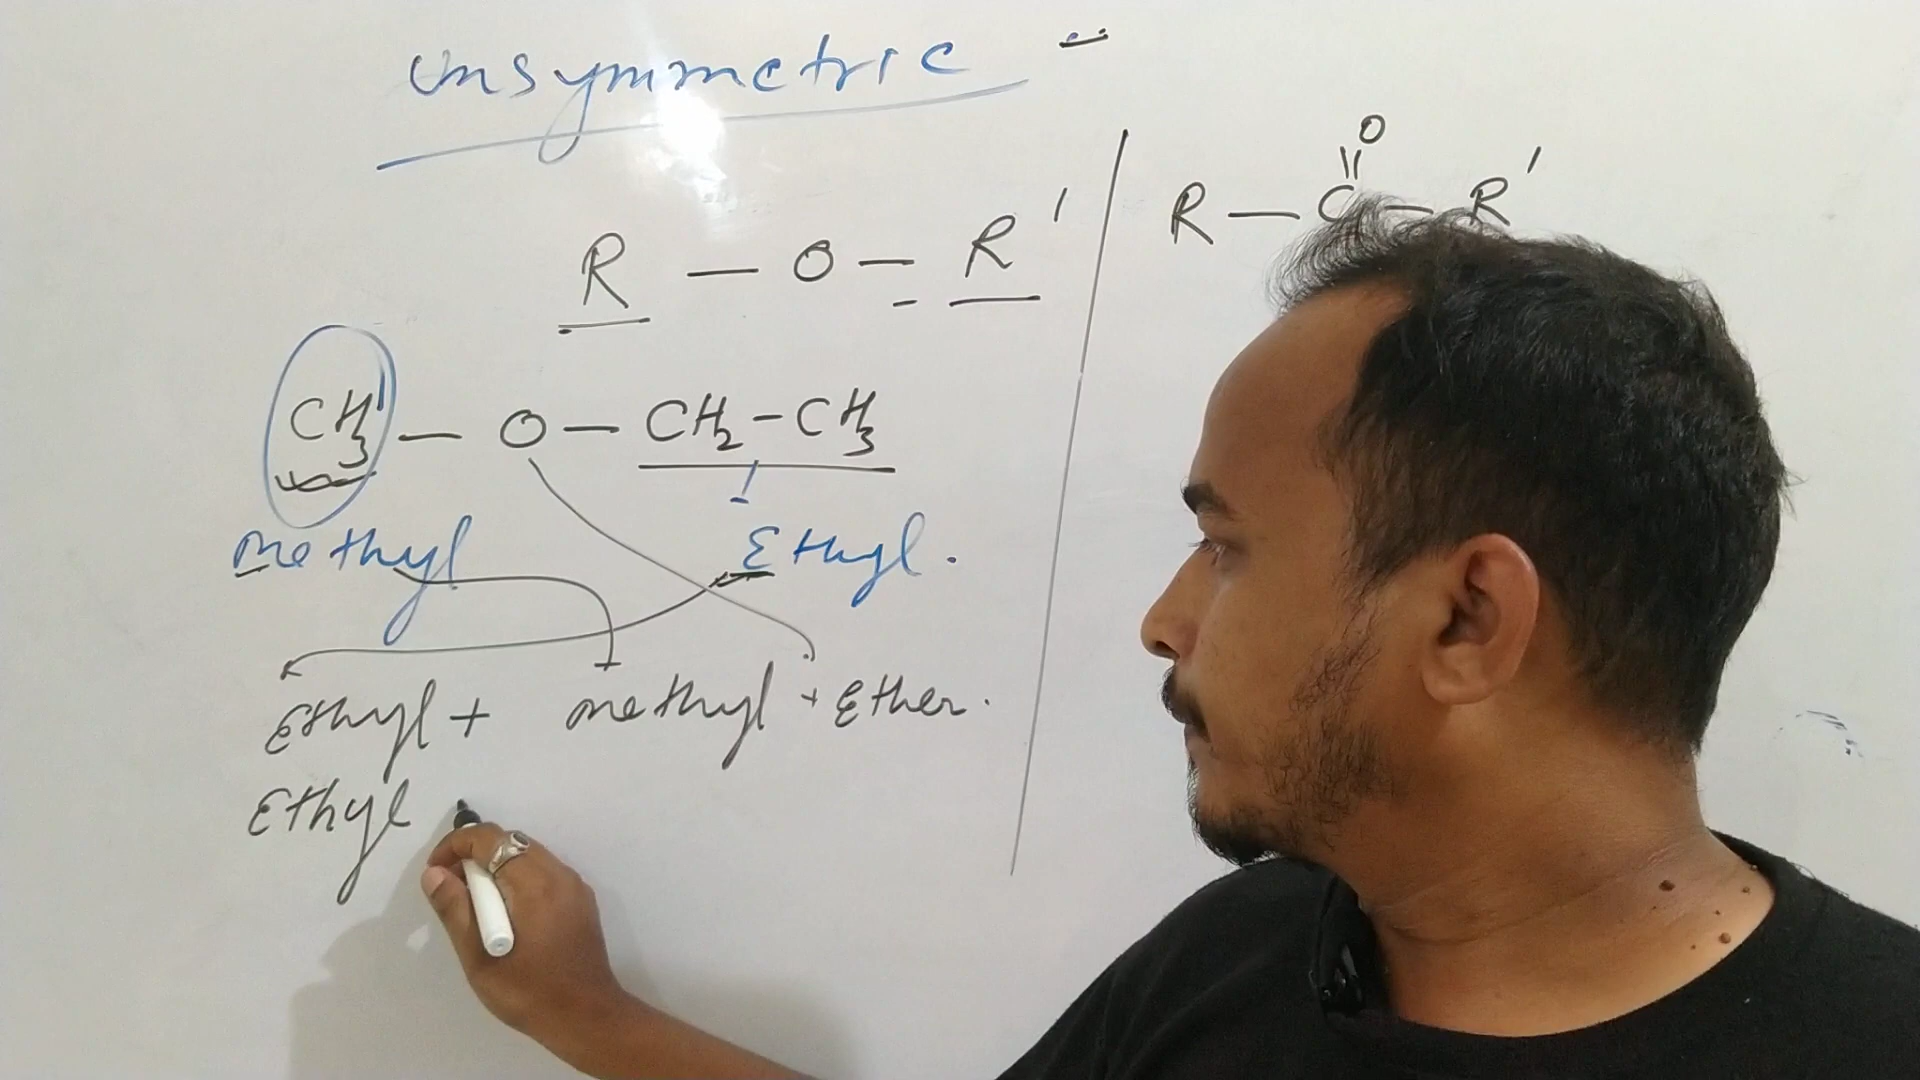 unsymmetric :-
R — O — R'
O
||
R — C — R'
CH3 — O — CH2 - CH3
methyl Ethyl.
Ethyl + methyl + Ether.
Ethyl